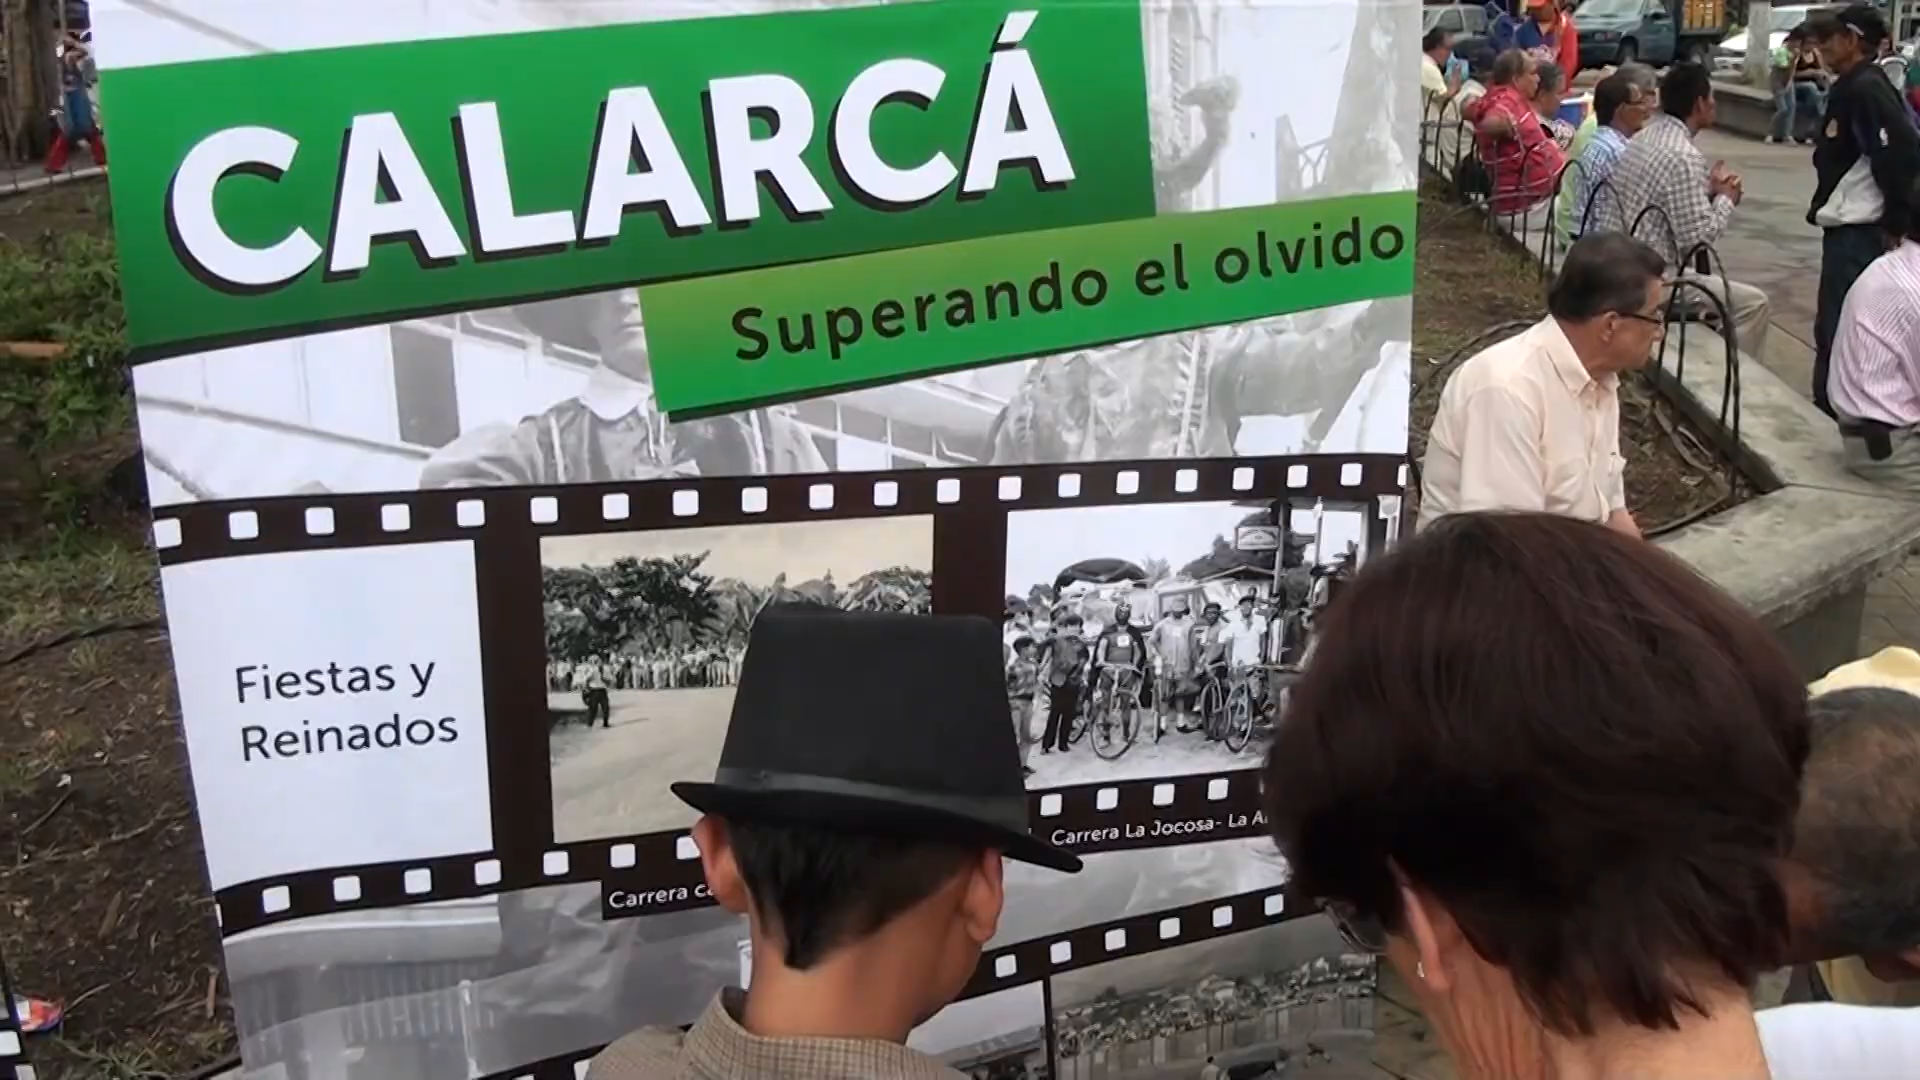 CALARCÁ
Superando el olvido
Fiestas y
Reinados
Carrera La Jocosa- La
Carrera